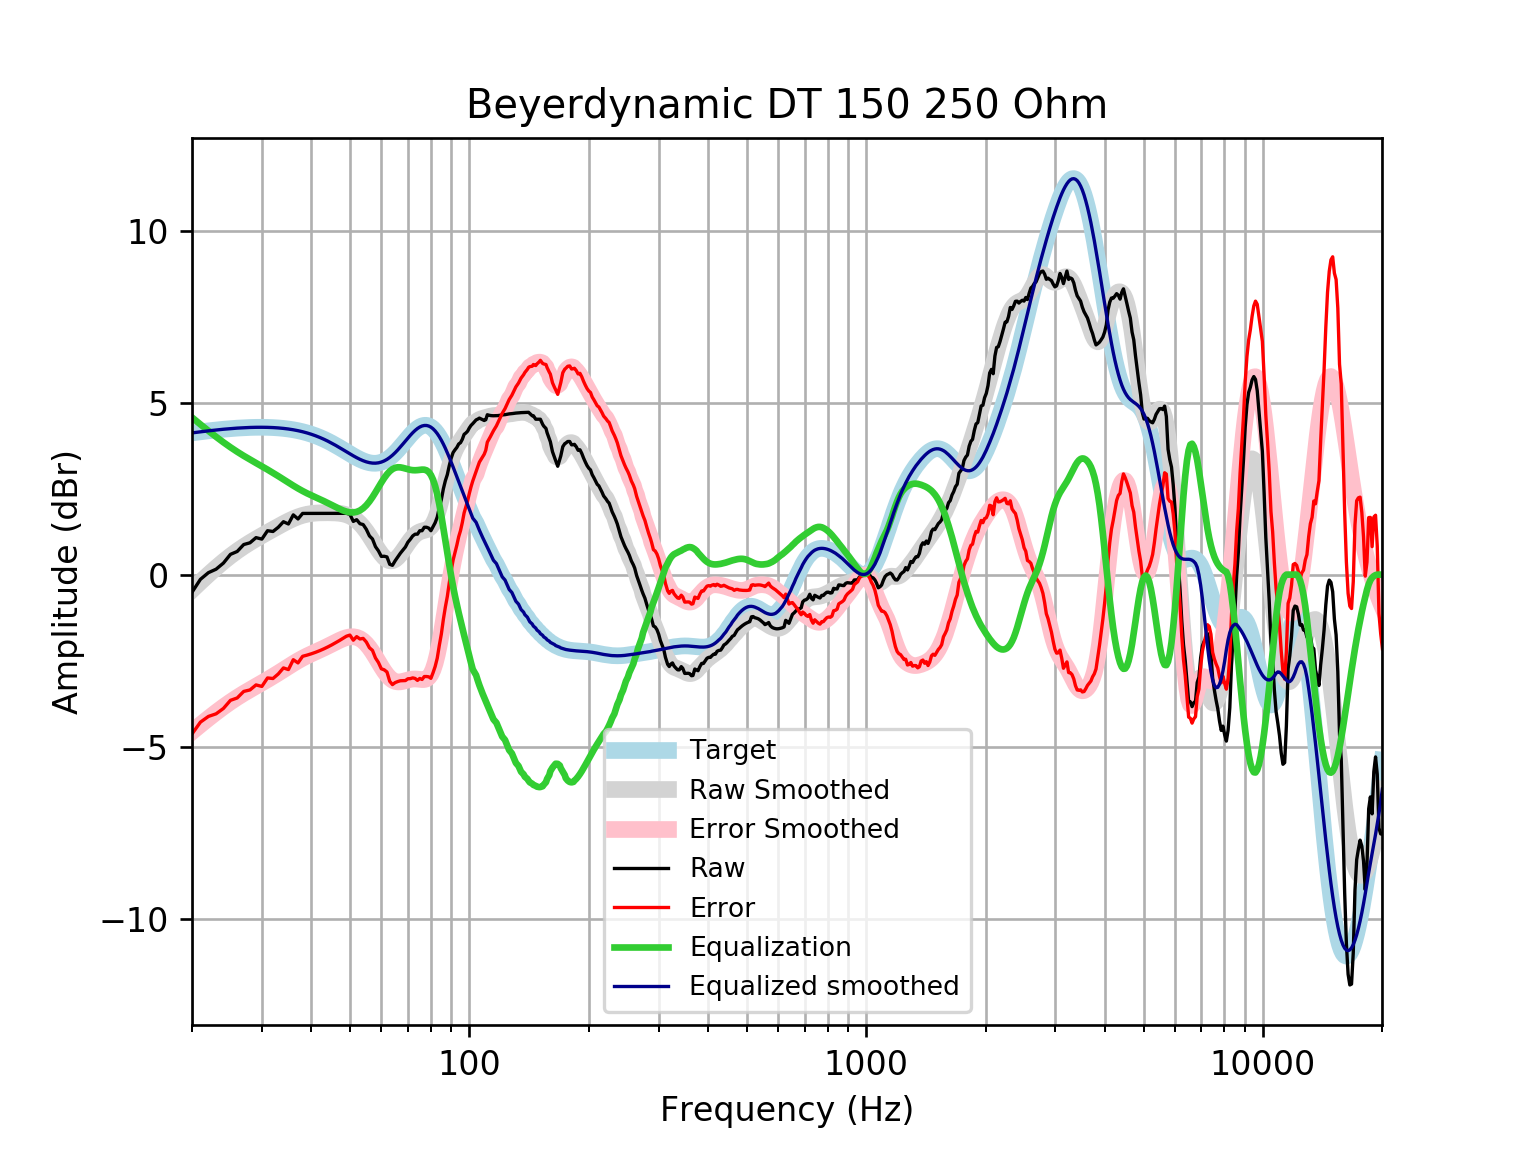 Beyerdynamic DT 150 250 Ohm
Amplitude (dBr)
10
5
0
−5
−10
Target
Raw Smoothed
Error Smoothed
Raw
Error
Equalization
Equalized smoothed
100
1000
10000
Frequency (Hz)